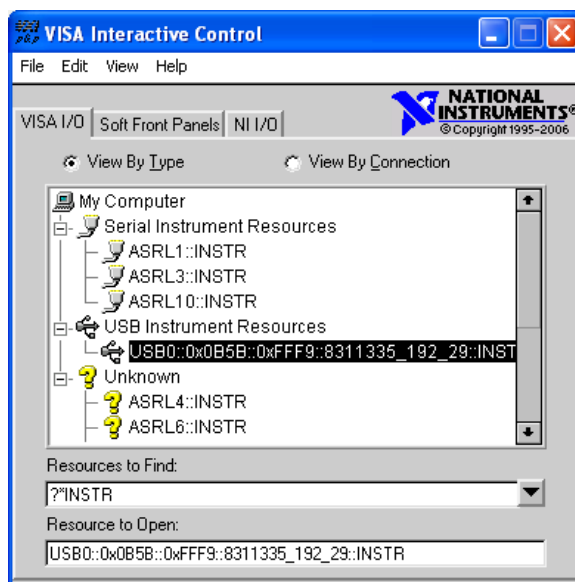 VISA Interactive Control
File Edit View Help
NATIONAL
INSTRUMENTS®
© Copyright 1995-2006
VISA I/O Soft Front Panels NI I/O
View By Type View By Connection
My Computer
Serial Instrument Resources
ASRL1::INSTR
ASRL3::INSTR
ASRL10::INSTR
USB Instrument Resources
USB0::0x0B5B::0xFFF9::8311335_192_29::INST
Unknown
ASRL4::INSTR
ASRL6::INSTR
Resources to Find:
?*INSTR
Resource to Open:
USB0::0x0B5B::0xFFF9::8311335_192_29::INSTR